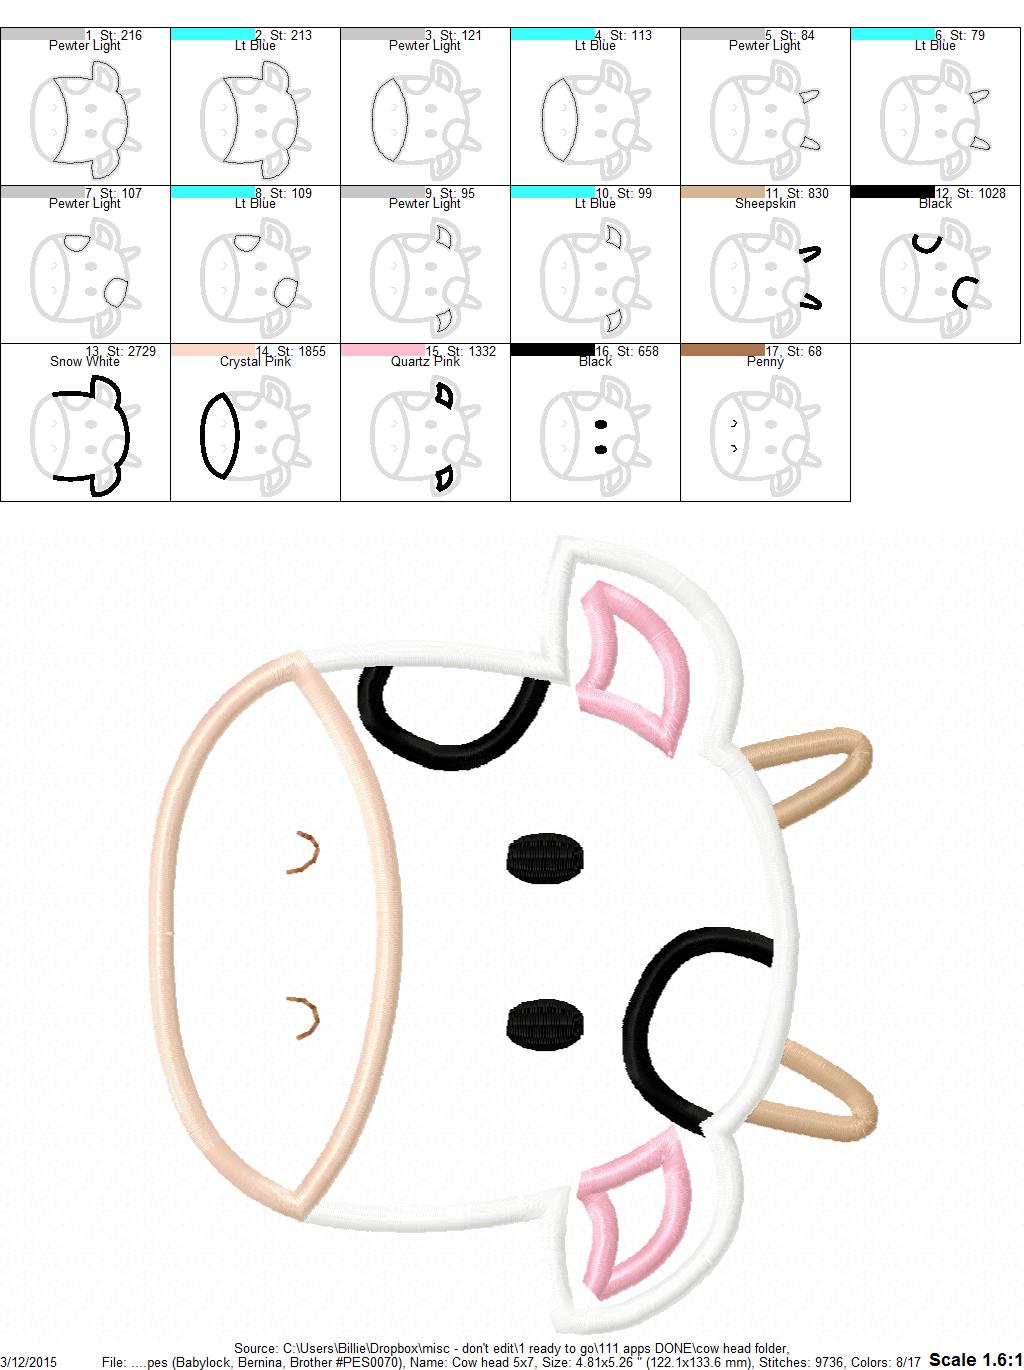 1, St: 216
Pewter Light
2, St: 213
Lt Blue
3, St: 121
Pewter Light
4, St: 113
Lt Blue
5, St: 84
Pewter Light
6, St: 79
Lt Blue
7, St: 107
Pewter Light
8, St: 109
Lt Blue
9, St: 95
Pewter Light
10, St: 99
Lt Blue
11, St: 830
Sheepskin
12, St: 1028
Black
13, St: 2729
Snow White
14, St: 1855
Crystal Pink
15, St: 1332
Quartz Pink
16, St: 658
Black
17, St: 68
Penny
Source: C:\Users\Billie\Dropbox\misc - don't edit\1 ready to go\111 apps DONE\cow head folder,
3/12/2015 File: ....pes (Babylock, Bernina, Brother #PES0070), Name: Cow head 5x7, Size: 4.81x5.26 " (122.1x133.6 mm), Stitches: 9736, Colors: 8/17 Scale 1.6:1